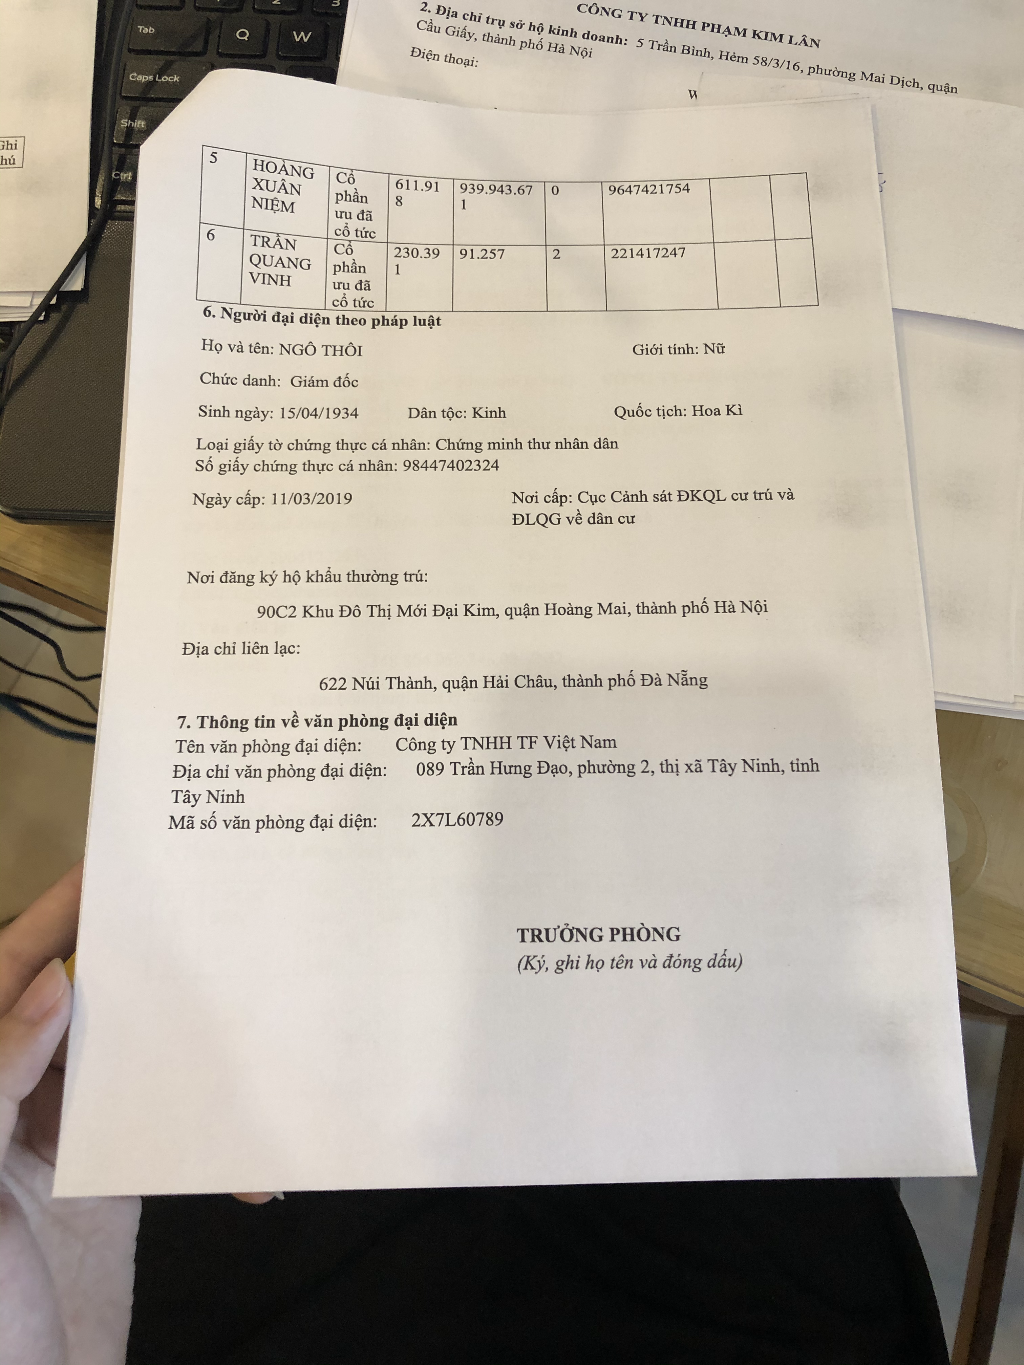 Tab
Q
W
Caps Lock
Shift
Ctrl
Ghi
hú
CÔNG TY TNHH PHẠM KIM LÂN
2. Địa chỉ trụ sở hộ kinh doanh: 5 Trần Bình, Hẻm 58/3/16, phường Mai Dịch, quận
Cầu Giấy, thành phố Hà Nội
Điện thoại:
5 HOÀNG XUÂN NIỆM Cổ phần ưu đã cổ tức 611.918 939.943.671 0 9647421754
6 TRẦN QUANG VINH Cổ phần ưu đã cổ tức 230.391 91.257 2 221417247
6. Người đại diện theo pháp luật
Họ và tên: NGÔ THÔI Giới tính: Nữ
Chức danh: Giám đốc
Sinh ngày: 15/04/1934 Dân tộc: Kinh Quốc tịch: Hoa Kì
Loại giấy tờ chứng thực cá nhân: Chứng minh thư nhân dân
Số giấy chứng thực cá nhân: 98447402324
Ngày cấp: 11/03/2019 Nơi cấp: Cục Cảnh sát ĐKQL cư trú và
ĐLQG về dân cư
Nơi đăng ký hộ khẩu thường trú:
90C2 Khu Đô Thị Mới Đại Kim, quận Hoàng Mai, thành phố Hà Nội
Địa chỉ liên lạc:
622 Núi Thành, quận Hải Châu, thành phố Đà Nẵng
7. Thông tin về văn phòng đại diện
Tên văn phòng đại diện: Công ty TNHH TF Việt Nam
Địa chỉ văn phòng đại diện: 089 Trần Hưng Đạo, phường 2, thị xã Tây Ninh, tỉnh
Tây Ninh
Mã số văn phòng đại diện: 2X7L60789
TRƯỞNG PHÒNG
(Ký, ghi họ tên và đóng dấu)